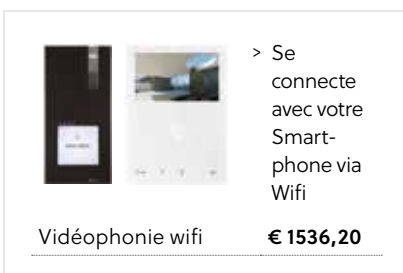 > Se
connecte
avec votre
Smart-
phone via
Wifi
Vidéophonie wifi € 1536,20